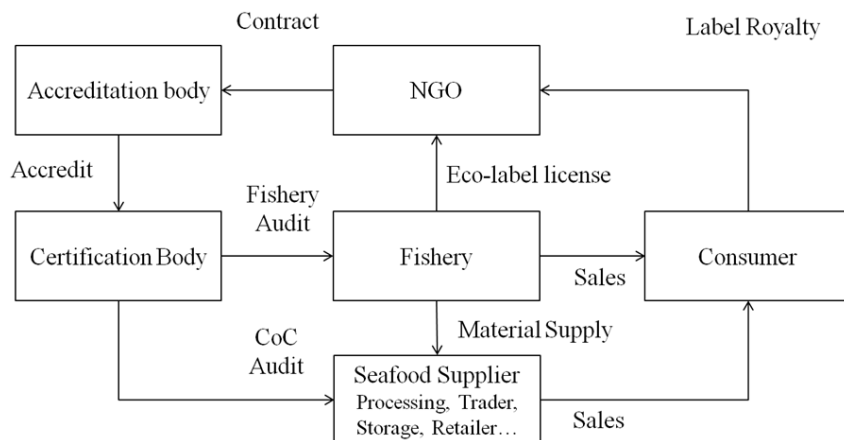 Contract
Label Royalty
Accreditation body
NGO
Accredit
Eco-label license
Fishery
Audit
Certification Body
Fishery
Consumer
Sales
Material Supply
CoC
Audit
Seafood Supplier
Processing, Trader,
Storage, Retailer…
Sales